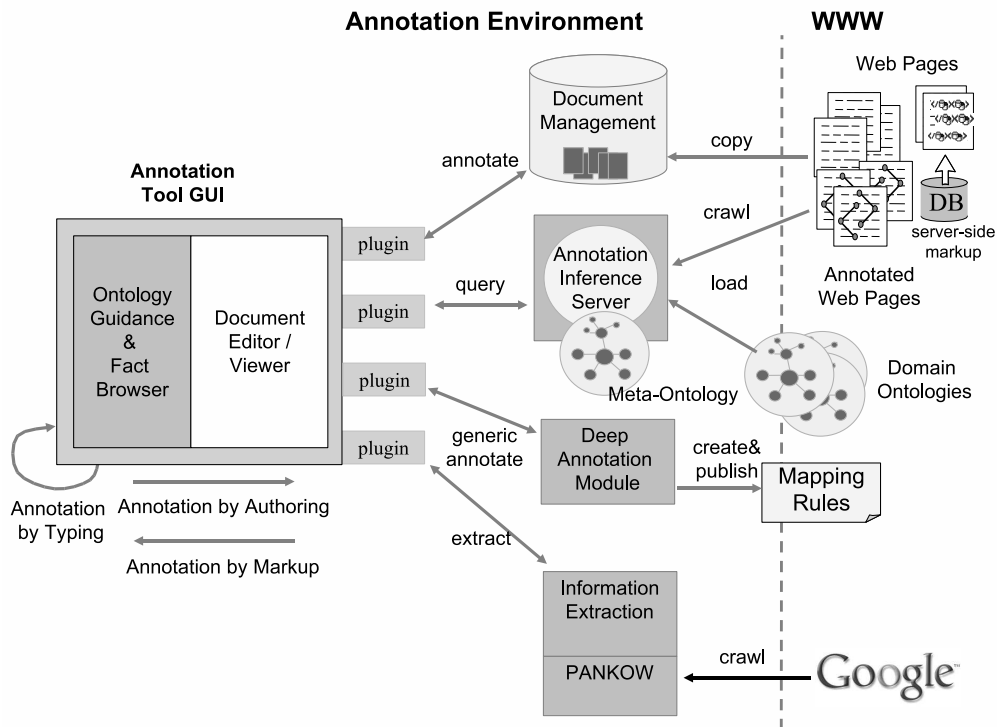 Annotation Environment
WWW
Web Pages
Document
Management
copy
annotate
Annotation
Tool GUI
DB
server-side
markup
crawl
plugin
Annotation
Inference
Server
query
load
Annotated
Web Pages
plugin
Ontology
Guidance
&
Fact
Browser
Document
Editor /
Viewer
Meta-Ontology
Domain
Ontologies
plugin
generic
annotate
Deep
Annotation
Module
create&
publish
Mapping
Rules
plugin
Annotation
by Typing
Annotation by Authoring
Annotation by Markup
extract
Information
Extraction
PANKOW
crawl
Google